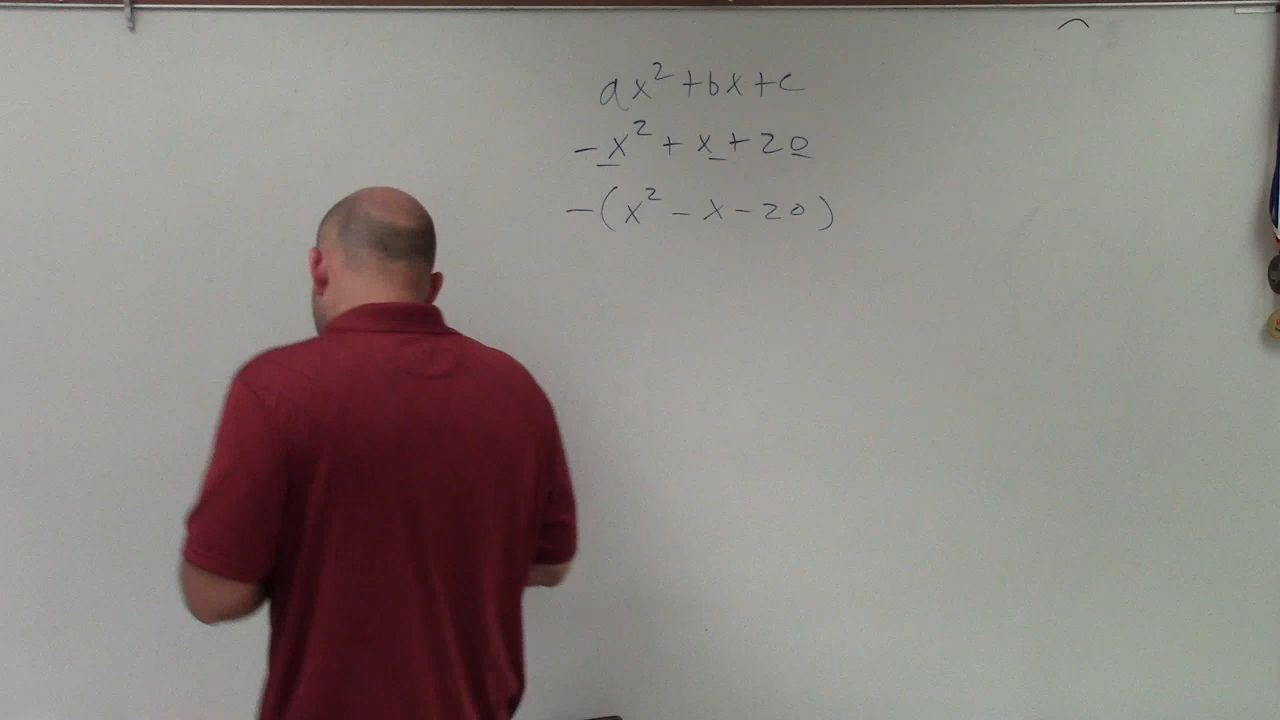 ax² + bx + c
-x² + x + 20
-(x² - x - 20)